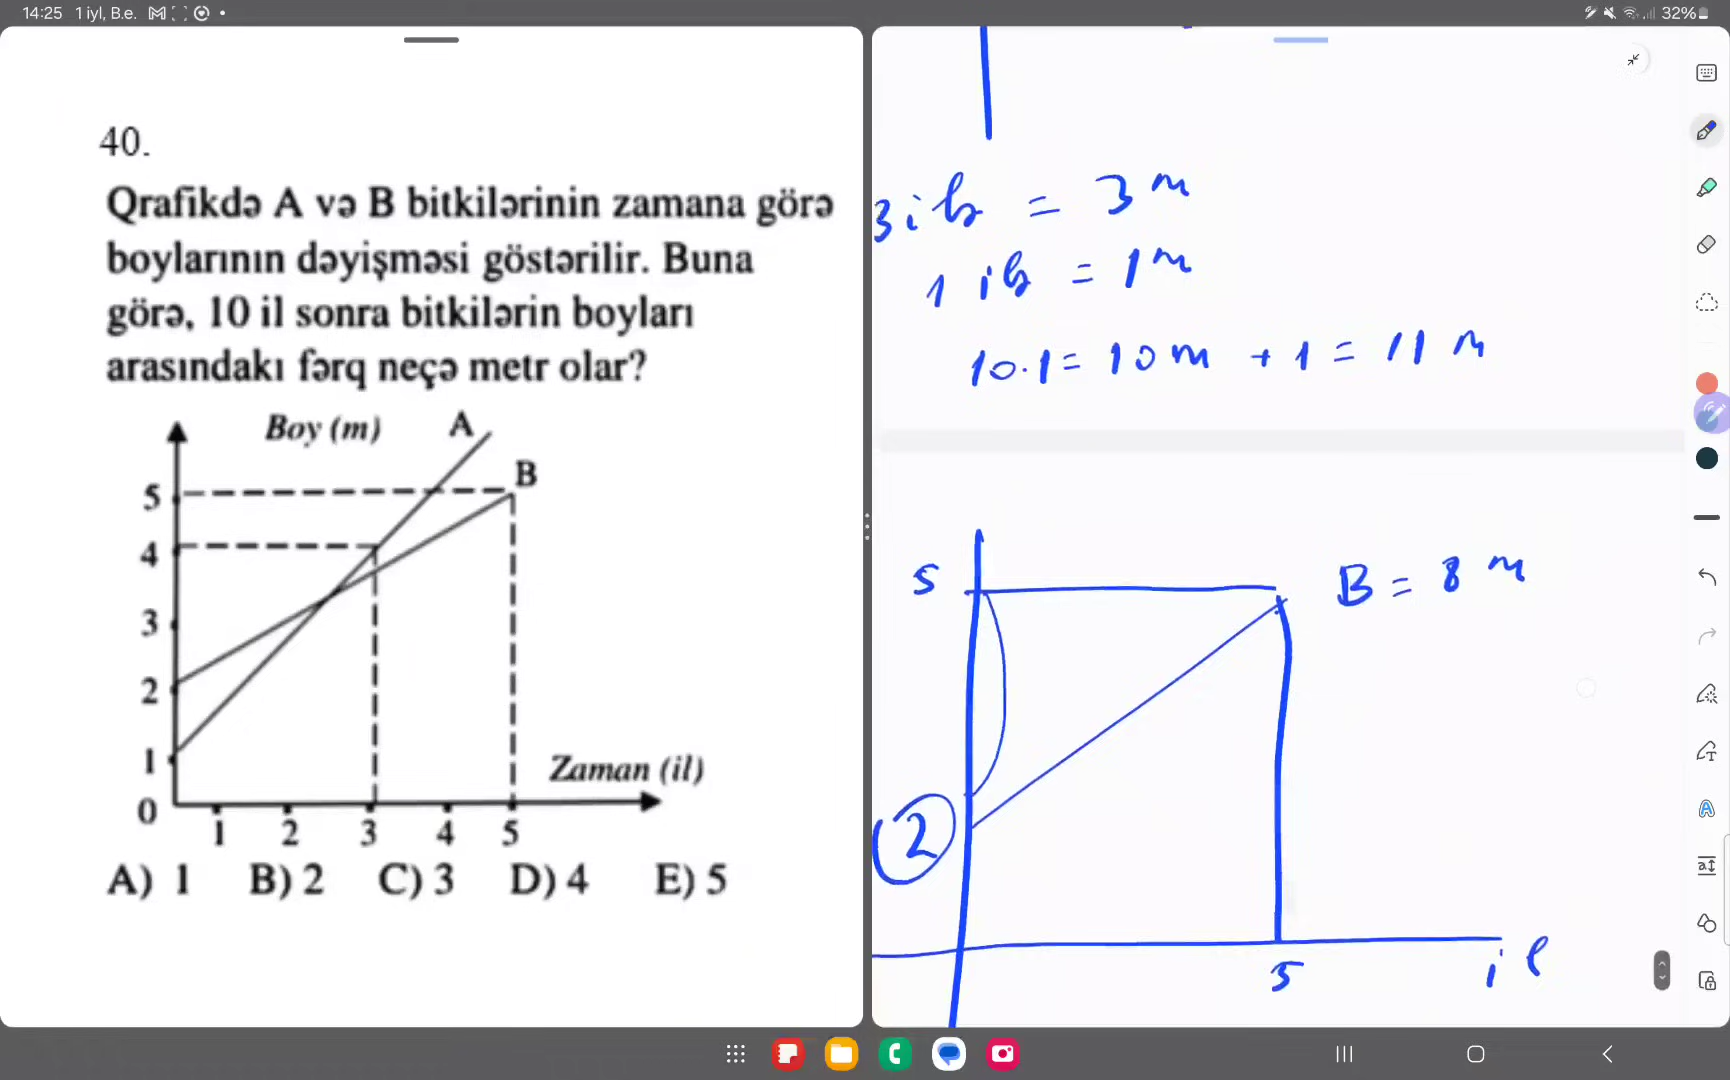 14:25 1 iyl, B.e.
32%
40.
Qrafikdə A və B bitkilərinin zamana görə
boylarının dəyişməsi göstərilir. Buna
görə, 10 il sonra bitkilərin boyları
arasındakı fərq neçə metr olar?
Boy (m)
A
B
5
4
3
2
1
0
1 2 3 4 5
Zaman (il)
A) 1 B) 2 C) 3 D) 4 E) 5
3 il = 3 m
1 il = 1 m
10.1 = 10 m + 1 = 11 m
5
B = 8 m
2
5
il